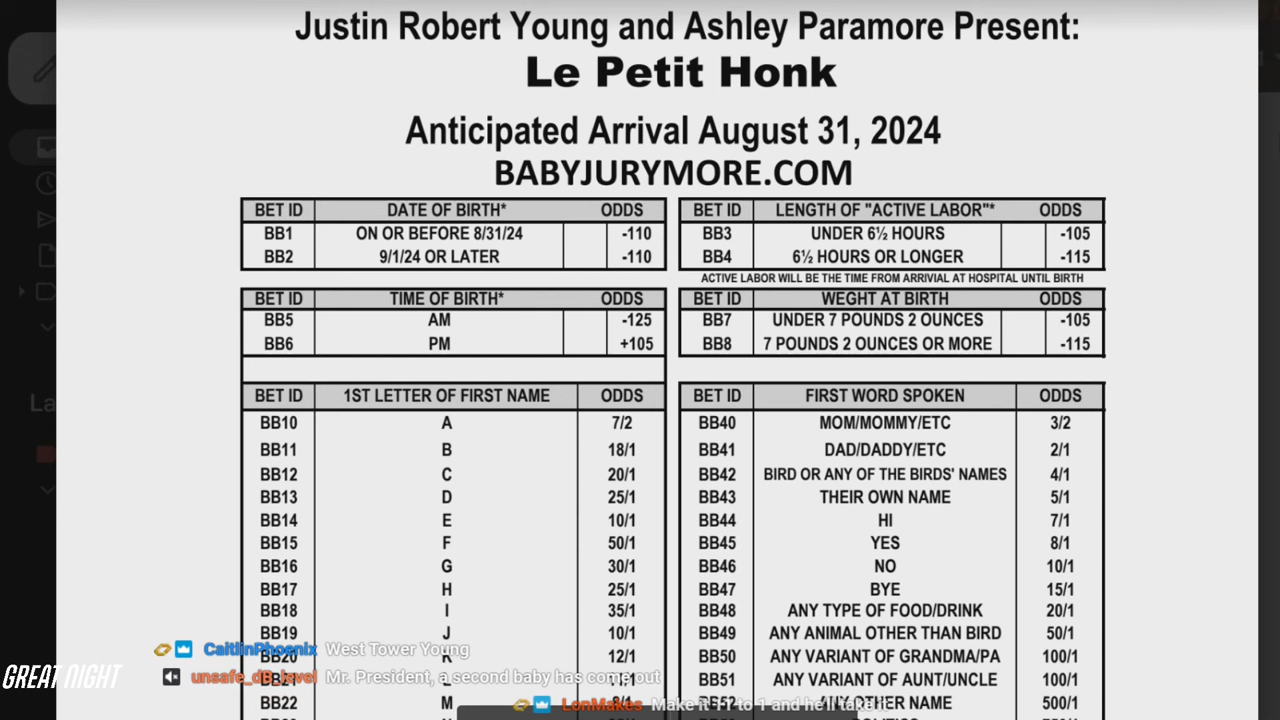 Justin Robert Young and Ashley Paramore Present:
Le Petit Honk
Anticipated Arrival August 31, 2024
BABYJURYMORE.COM
BET ID DATE OF BIRTH* ODDS
BB1 ON OR BEFORE 8/31/24 -110
BB2 9/1/24 OR LATER -110
BET ID LENGTH OF "ACTIVE LABOR"* ODDS
BB3 UNDER 6½ HOURS -105
BB4 6½ HOURS OR LONGER -115
ACTIVE LABOR WILL BE THE TIME FROM ARRIVAL AT HOSPITAL UNTIL BIRTH
BET ID TIME OF BIRTH* ODDS
BB5 AM -125
BB6 PM +105
BET ID WEGHT AT BIRTH ODDS
BB7 UNDER 7 POUNDS 2 OUNCES -105
BB8 7 POUNDS 2 OUNCES OR MORE -115
BET ID 1ST LETTER OF FIRST NAME ODDS
BB10 A 7/2
BB11 B 18/1
BB12 C 20/1
BB13 D 25/1
BB14 E 10/1
BB15 F 50/1
BB16 G 30/1
BB17 H 25/1
BB18 I 35/1
BB19 J 10/1
BB20 K 12/1
BB22 M
BET ID FIRST WORD SPOKEN ODDS
BB40 MOM/MOMMY/ETC 3/2
BB41 DAD/DADDY/ETC 2/1
BB42 BIRD OR ANY OF THE BIRDS' NAMES 4/1
BB43 THEIR OWN NAME 5/1
BB44 HI 7/1
BB45 YES 8/1
BB46 NO 10/1
BB47 BYE 15/1
BB48 ANY TYPE OF FOOD/DRINK 20/1
BB49 ANY ANIMAL OTHER THAN BIRD 50/1
BB50 ANY VARIANT OF GRANDMA/PA 100/1
BB51 ANY VARIANT OF AUNT/UNCLE 100/1
BB52 ANY OTHER NAME 500/1
La
CaitlinPhoenix West Tower Young
unsafe_dB_level Mr. President, a second baby has come out
LonMakes Make it 11 to 1 and he'll take it
GREAT NIGHT